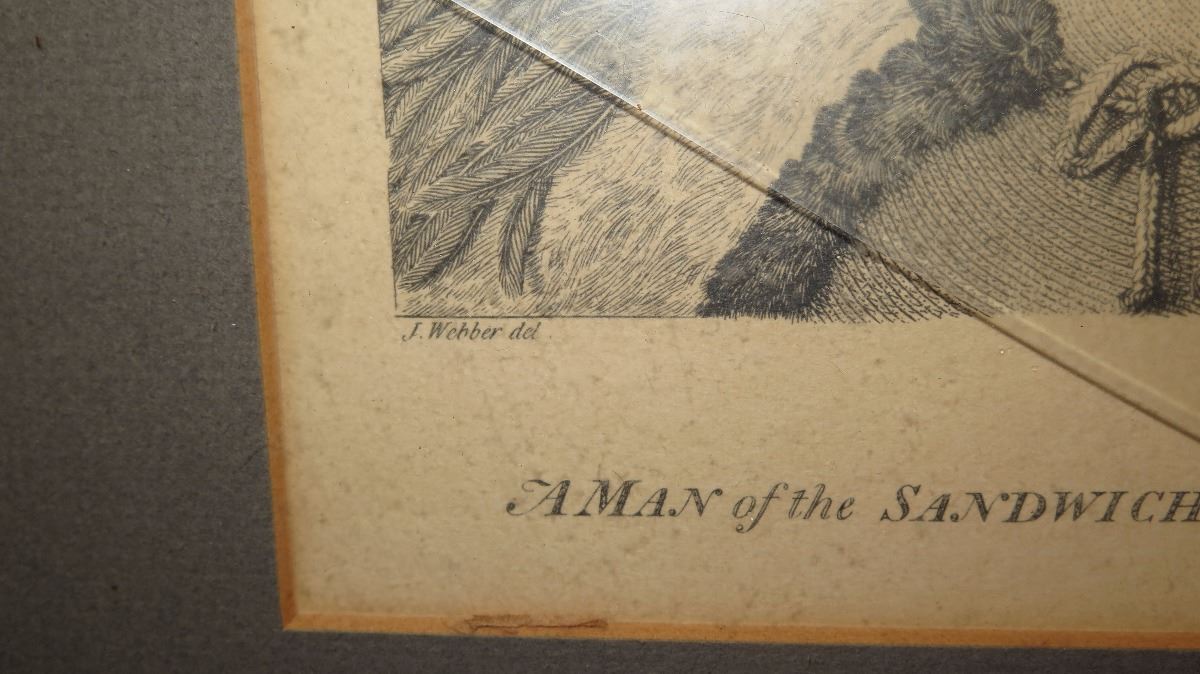 J. Webber del.
A MAN of the SANDWICH